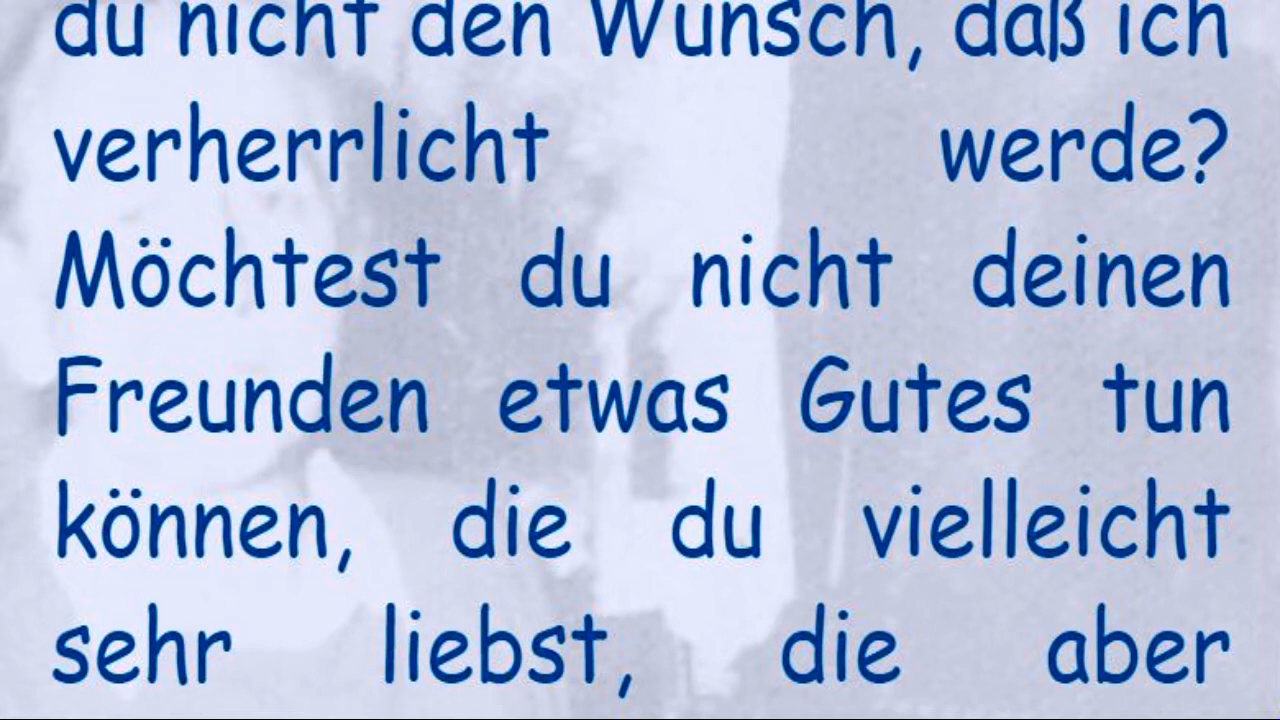 du nicht den Wunsch, daß ich
verherrlicht werde?
Möchtest du nicht deinen
Freunden etwas Gutes tun
können, die du vielleicht
sehr liebst, die aber